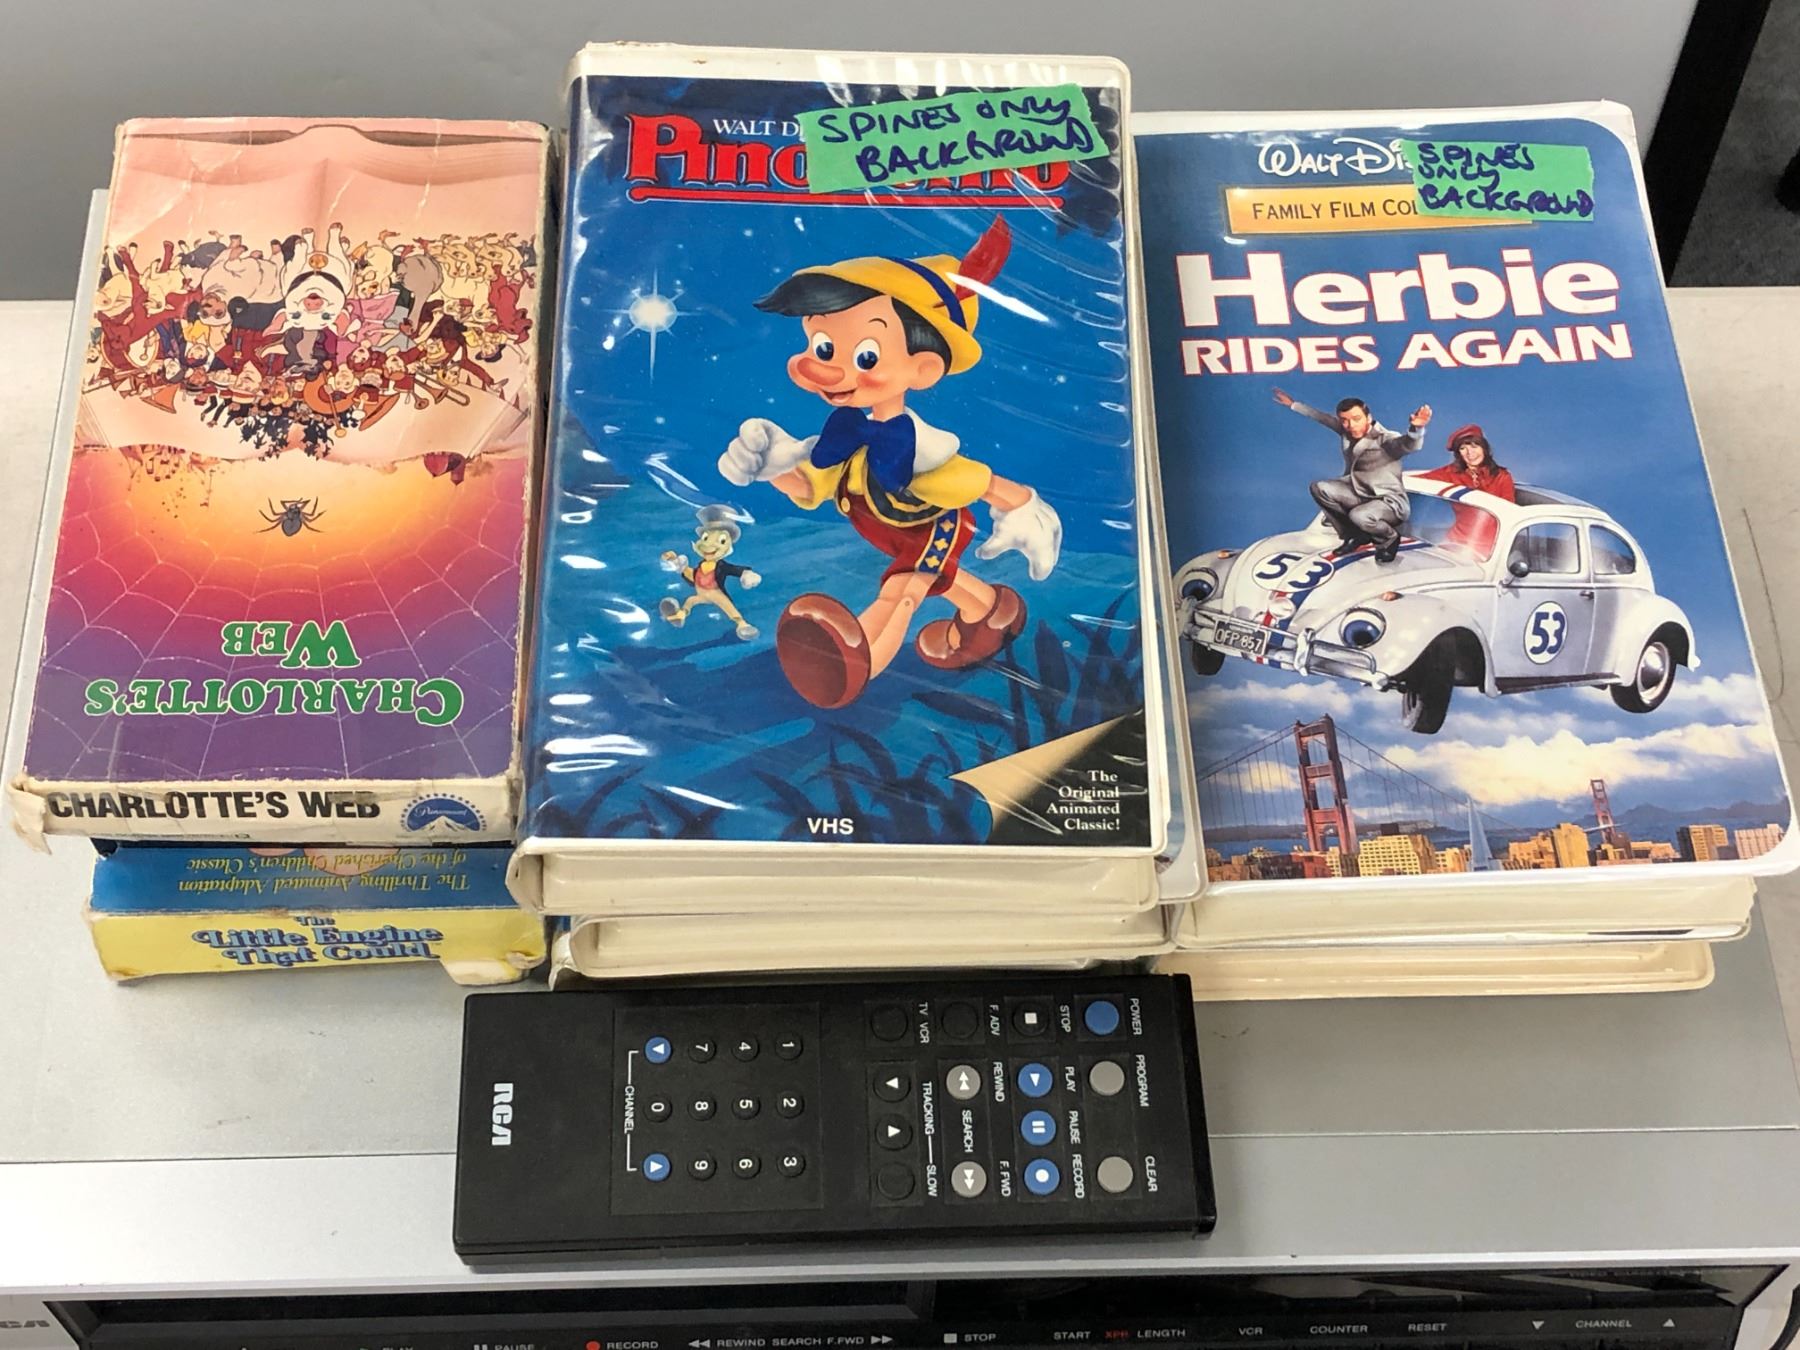 CHARLOTTE'S
WEB
CHARLOTTE'S WEB
Paramount
The Thrilling Animated Adaptation
of the Cherished Children's Classic
The
Little Engine
That Could
WALT
SPINES ONLY
BACKGROUND
The
Original
Animated
Classic!
VHS
WALT
SPINES
ONLY
BACKGROUND
FAMILY FILM
Herbie
RIDES AGAIN
53
53
OFP 857
POWER PROGRAM CLEAR
STOP PLAY PAUSE RECORD
F. ADV REWIND SEARCH F.FWD
TV VCR TRACKING SLOW
1 2 3
4 5 6
7 8 9
0
CHANNEL
RCA
RCA
PLAY PAUSE RECORD REWIND SEARCH F.FWD STOP START XPR LENGTH VCR COUNTER RESET CHANNEL